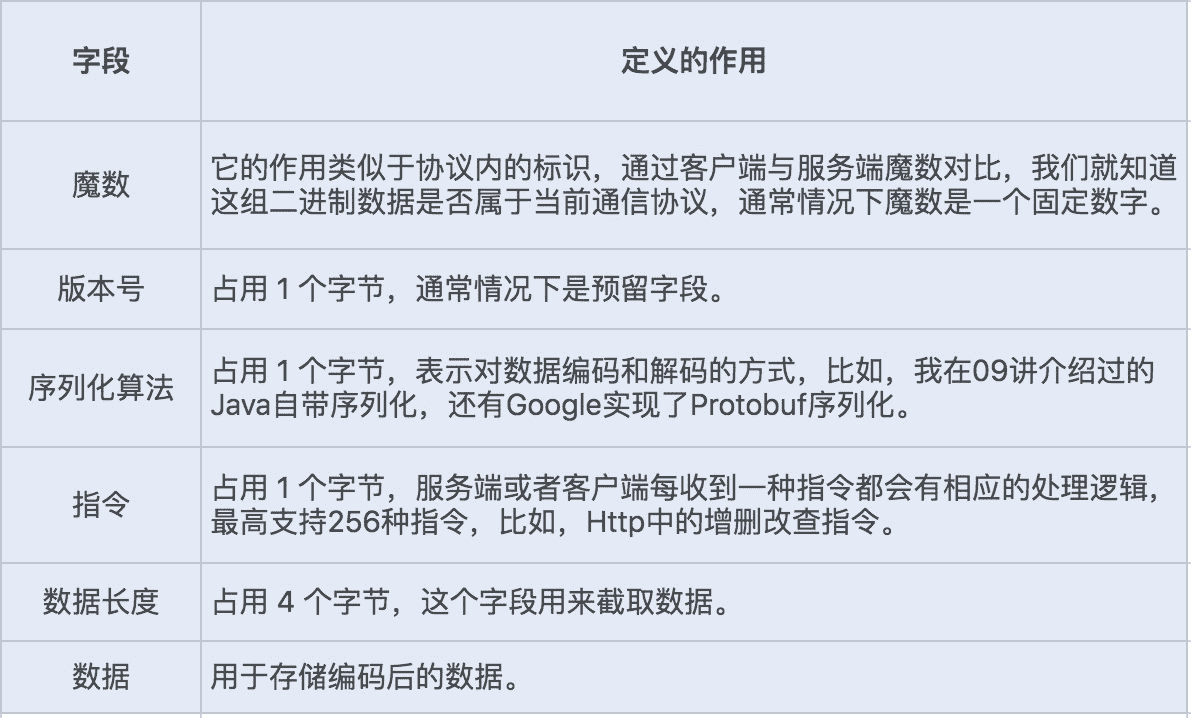 字段
定义的作用
魔数
它的作用类似于协议内的标识，通过客户端与服务端魔数对比，我们就知道
这组二进制数据是否属于当前通信协议，通常情况下魔数是一个固定数字。
版本号
占用 1 个字节，通常情况下是预留字段。
序列化算法
占用 1 个字节，表示对数据编码和解码的方式，比如，我在09讲介绍过的
Java自带序列化，还有Google实现了Protobuf序列化。
指令
占用 1 个字节，服务端或者客户端每收到一种指令都会有相应的处理逻辑，
最高支持256种指令，比如，Http中的增删改查指令。
数据长度
占用 4 个字节，这个字段用来截取数据。
数据
用于存储编码后的数据。